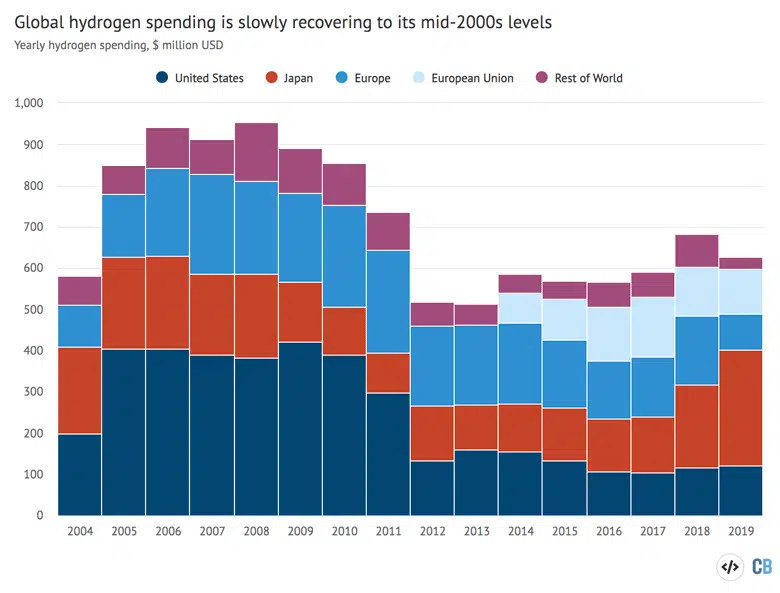 Global hydrogen spending is slowly recovering to its mid-2000s levels
Yearly hydrogen spending, $ million USD
United States Japan Europe European Union Rest of World
1,000
900
800
700
600
500
400
300
200
100
0
2004 2005 2006 2007 2008 2009 2010 2011 2012 2013 2014 2015 2016 2017 2018 2019
</> CB